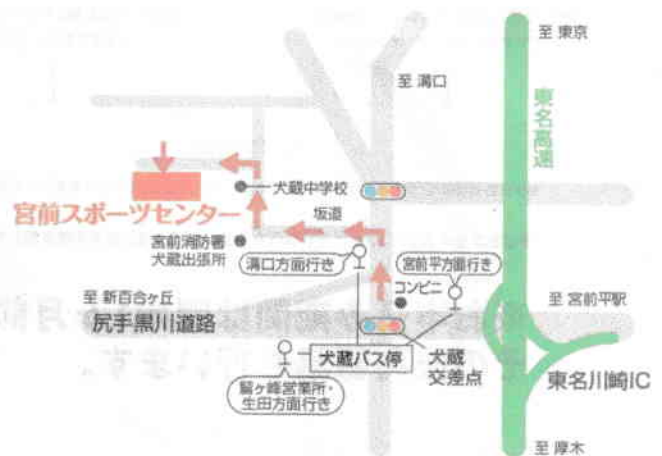 至 東京
至 溝口
東名高速
犬蔵中学校
坂道
宮前スポーツセンター
宮前消防署
犬蔵出張所
溝口方面行き
宮前平方面行き
コンビニ
至 新百合ヶ丘
尻手黒川道路
至 宮前平駅
犬蔵バス停
犬蔵
交差点
東名川崎IC
鷲ヶ峰営業所・
生田方面行き
至 厚木